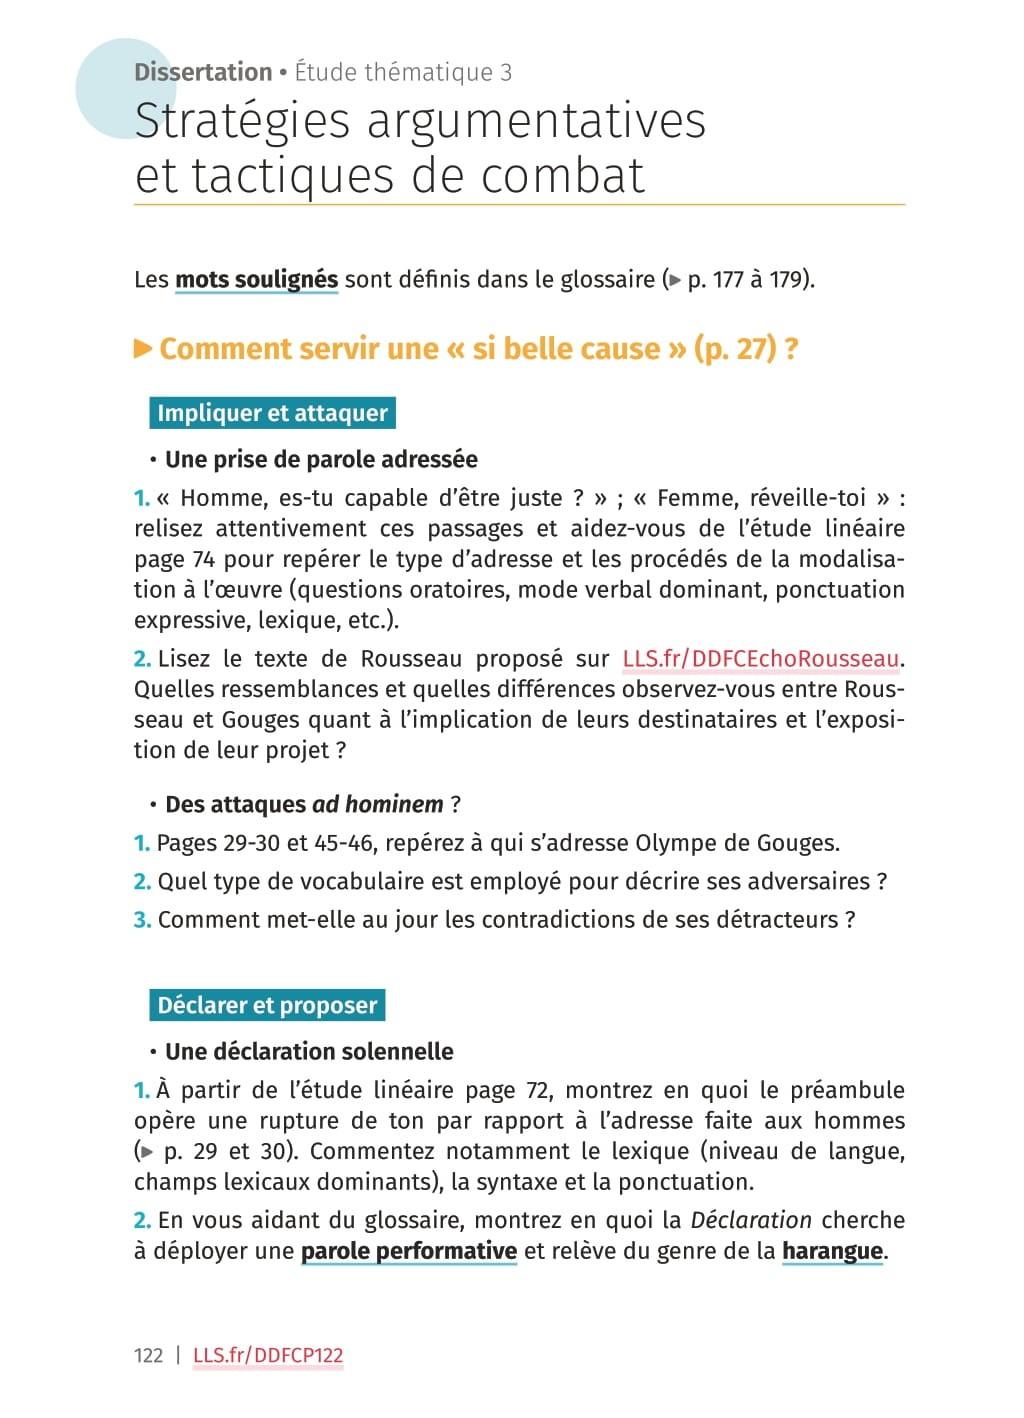 Dissertation • Étude thématique 3
Stratégies argumentatives
et tactiques de combat
Les mots soulignés sont définis dans le glossaire (▸ p. 177 à 179).
▶ Comment servir une « si belle cause » (p. 27) ?
Impliquer et attaquer
• Une prise de parole adressée
1. « Homme, es-tu capable d’être juste ? » ; « Femme, réveille-toi » :
relisez attentivement ces passages et aidez-vous de l’étude linéaire
page 74 pour repérer le type d’adresse et les procédés de la modalisa-
tion à l’œuvre (questions oratoires, mode verbal dominant, ponctuation
expressive, lexique, etc.).
2. Lisez le texte de Rousseau proposé sur LLS.fr/DDFCEchoRousseau.
Quelles ressemblances et quelles différences observez-vous entre Rous-
seau et Gouges quant à l’implication de leurs destinataires et l’exposi-
tion de leur projet ?
• Des attaques ad hominem ?
1. Pages 29-30 et 45-46, repérez à qui s’adresse Olympe de Gouges.
2. Quel type de vocabulaire est employé pour décrire ses adversaires ?
3. Comment met-elle au jour les contradictions de ses détracteurs ?
Déclarer et proposer
• Une déclaration solennelle
1. À partir de l’étude linéaire page 72, montrez en quoi le préambule
opère une rupture de ton par rapport à l’adresse faite aux hommes
(▸ p. 29 et 30). Commentez notamment le lexique (niveau de langue,
champs lexicaux dominants), la syntaxe et la ponctuation.
2. En vous aidant du glossaire, montrez en quoi la Déclaration cherche
à déployer une parole performative et relève du genre de la harangue.
122 | LLS.fr/DDFCP122